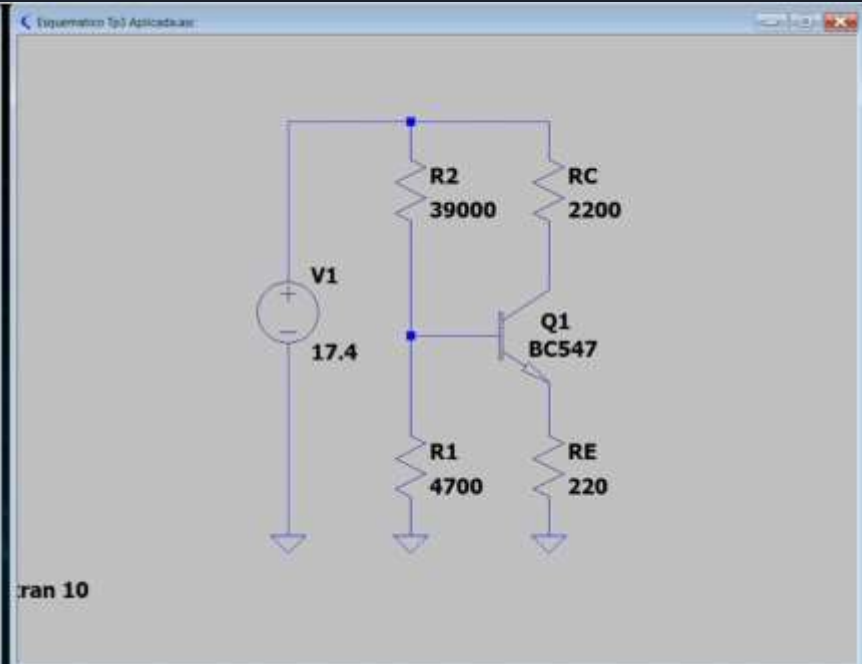 Esquematico Tp3 Aplicada.asc
R2
39000
RC
2200
V1
17.4
Q1
BC547
R1
4700
RE
220
tran 10